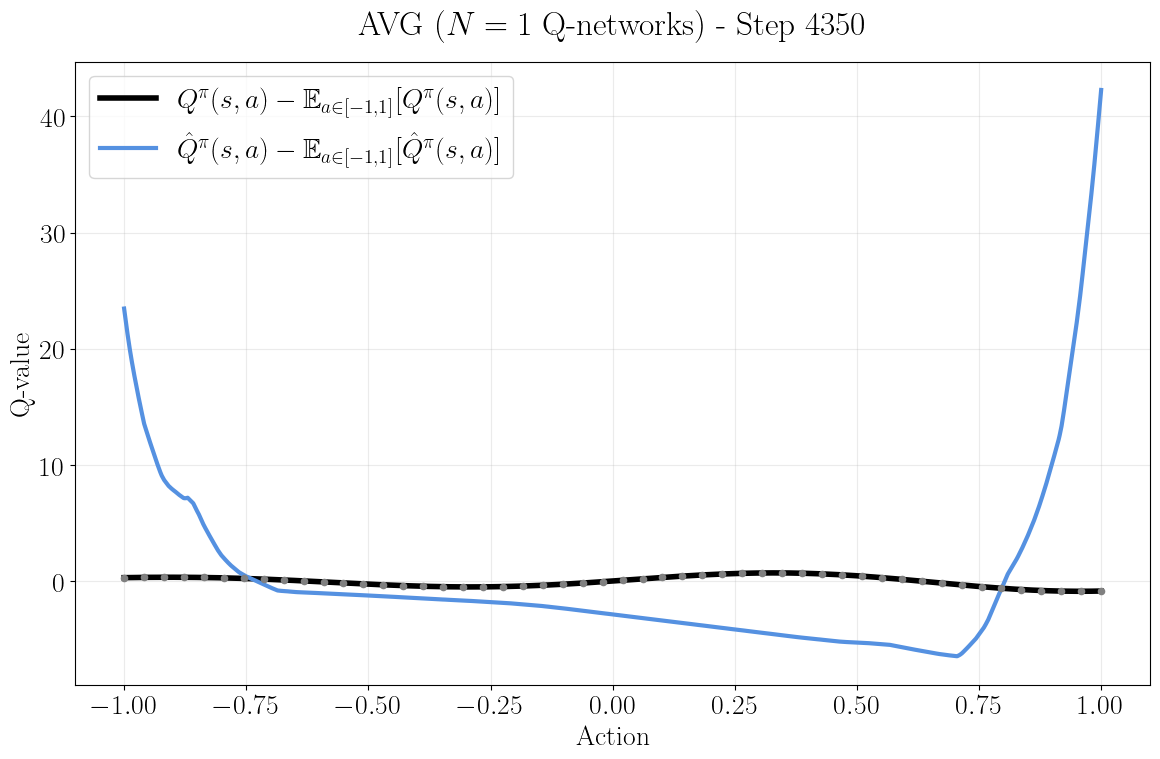 AVG (N = 1 Q-networks) - Step 4350
Q^π(s, a) − 𝔼_{a∈[−1,1]}[Q^π(s, a)]
Q̂^π(s, a) − 𝔼_{a∈[−1,1]}[Q̂^π(s, a)]
40
30
20
10
0
Q-value
−1.00 −0.75 −0.50 −0.25 0.00 0.25 0.50 0.75 1.00
Action